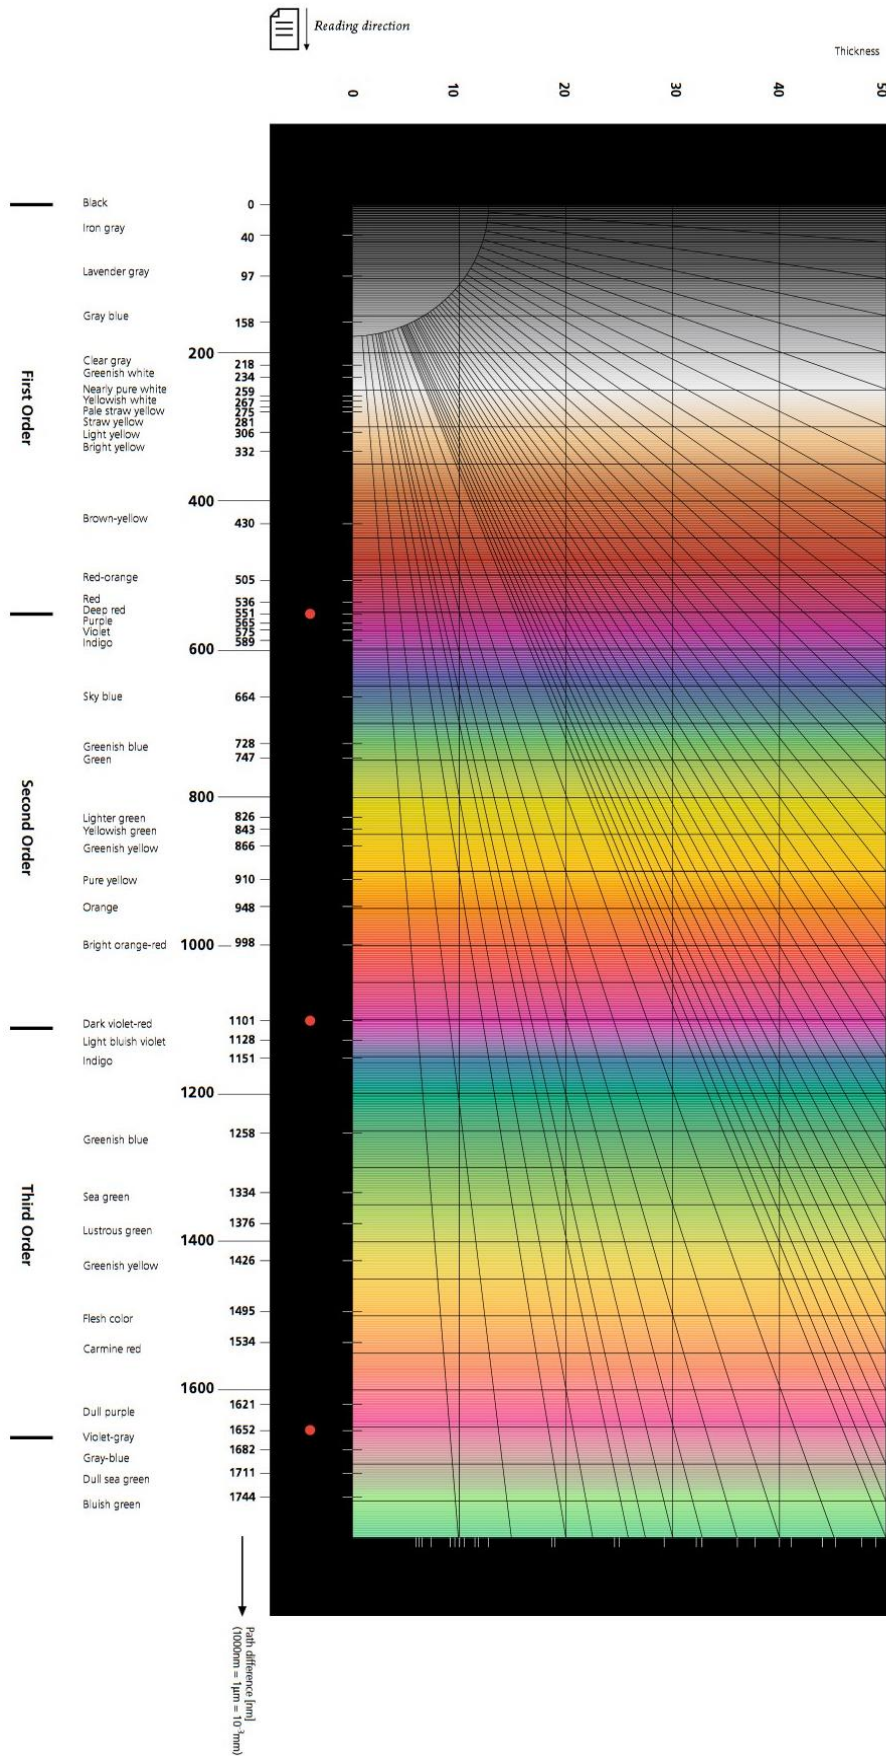 Reading direction
Thickness
0 10 20 30 40 50
Black 0
Iron gray 40
Lavender gray 97
Gray blue 158
200
Clear gray 218
Greenish white 234
Nearly pure white 259
Yellowish white 267
Pale straw yellow 275
Straw yellow 281
Light yellow 306
Bright yellow 332
First Order
400
Brown-yellow 430
Red-orange 505
Red 536
Deep red 551
Purple 565
Violet 575
Indigo 589
600
Sky blue 664
Greenish blue 728
Green 747
800
Second Order
Lighter green 826
Yellowish green 843
Greenish yellow 866
Pure yellow 910
Orange 948
Bright orange-red 1000 998
Dark violet-red 1101
Light bluish violet 1128
Indigo 1151
1200
Greenish blue 1258
Third Order
Sea green 1334
Lustrous green 1376
1400
Greenish yellow 1426
Flesh color 1495
Carmine red 1534
1600
Dull purple 1621
Violet-gray 1652
Gray-blue 1682
Dull sea green 1711
Bluish green 1744
Path difference [nm]
(1000nm = 1µm = 10⁻³mm)